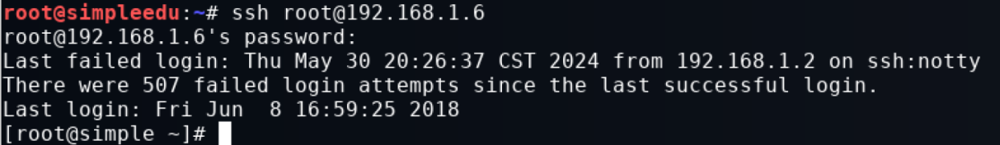 root@simpleedu:~# ssh root@192.168.1.6
root@192.168.1.6's password:
Last failed login: Thu May 30 20:26:37 CST 2024 from 192.168.1.2 on ssh:notty
There were 507 failed login attempts since the last successful login.
Last login: Fri Jun  8 16:59:25 2018
[root@simple ~]#